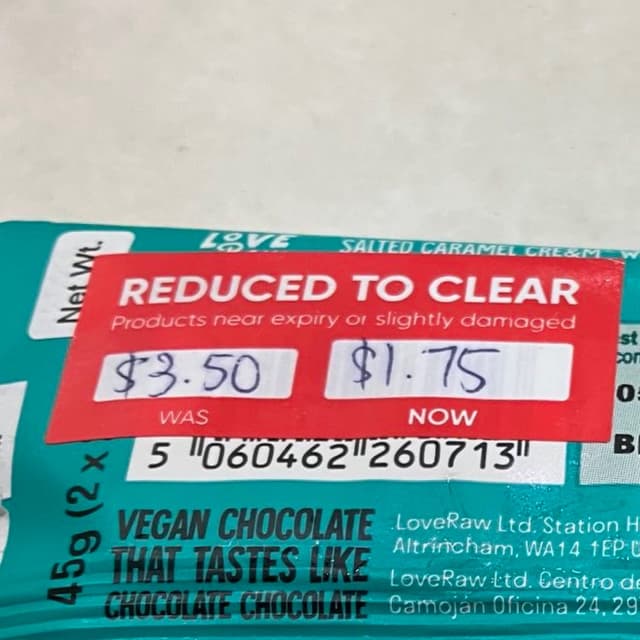 LOVE
SALTED CARAMEL CRE&M
Net Wt.
REDUCED TO CLEAR
Products near expiry or slightly damaged
$3.50 $1.75
WAS NOW
5 060462 260713
45g (2 x
VEGAN CHOCOLATE
THAT TASTES LIKE
CHOCOLATE CHOCOLATE
LoveRaw Ltd. Station H
Altrincham, WA14 1EP,U
LoveRaw Ltd. Centro de
Camojan Oficina 24, 29